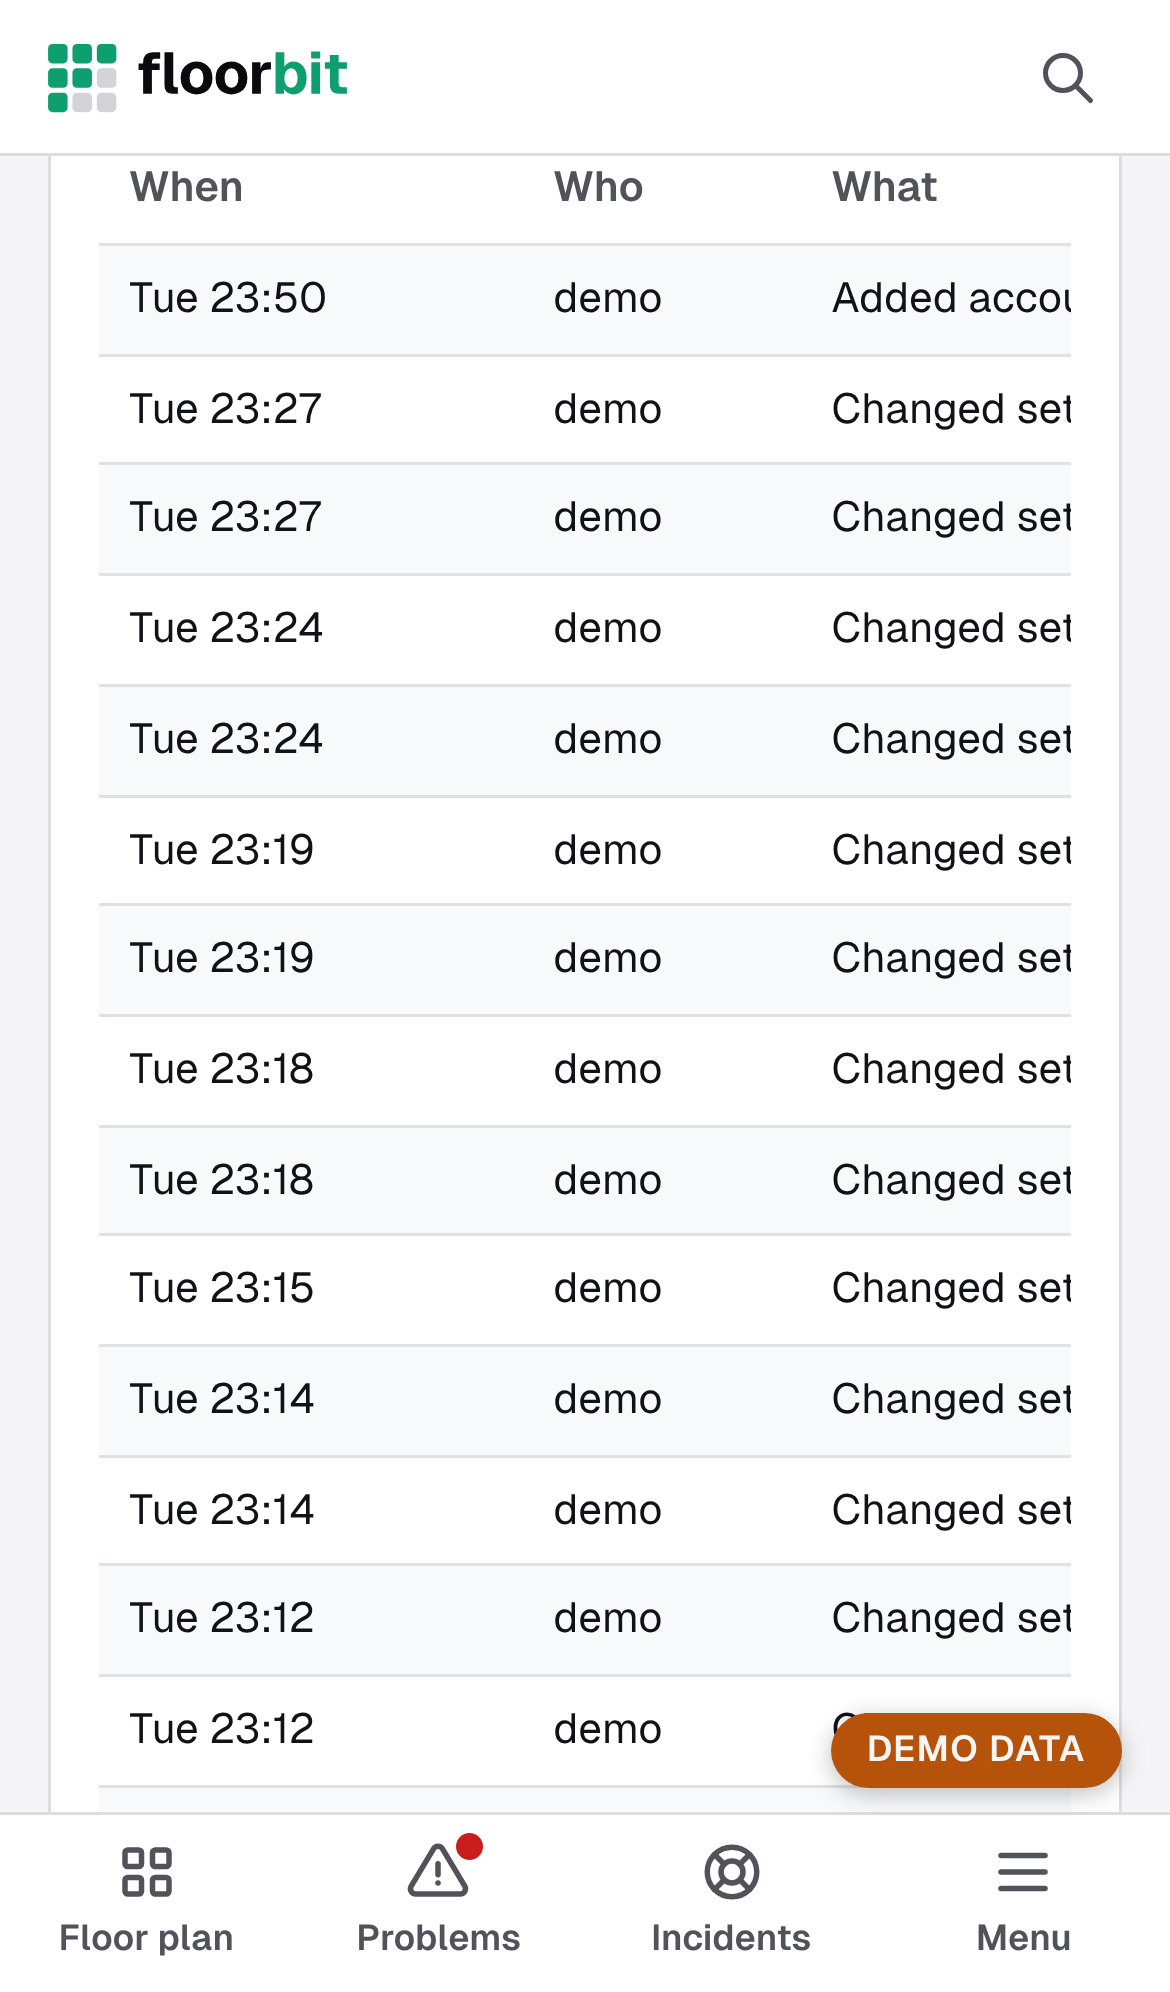 floorbit
When Who What
Tue 23:50 demo Added accou
Tue 23:27 demo Changed set
Tue 23:27 demo Changed set
Tue 23:24 demo Changed set
Tue 23:24 demo Changed set
Tue 23:19 demo Changed set
Tue 23:19 demo Changed set
Tue 23:18 demo Changed set
Tue 23:18 demo Changed set
Tue 23:15 demo Changed set
Tue 23:14 demo Changed set
Tue 23:14 demo Changed set
Tue 23:12 demo Changed set
Tue 23:12 demo
DEMO DATA
Floor plan Problems Incidents Menu